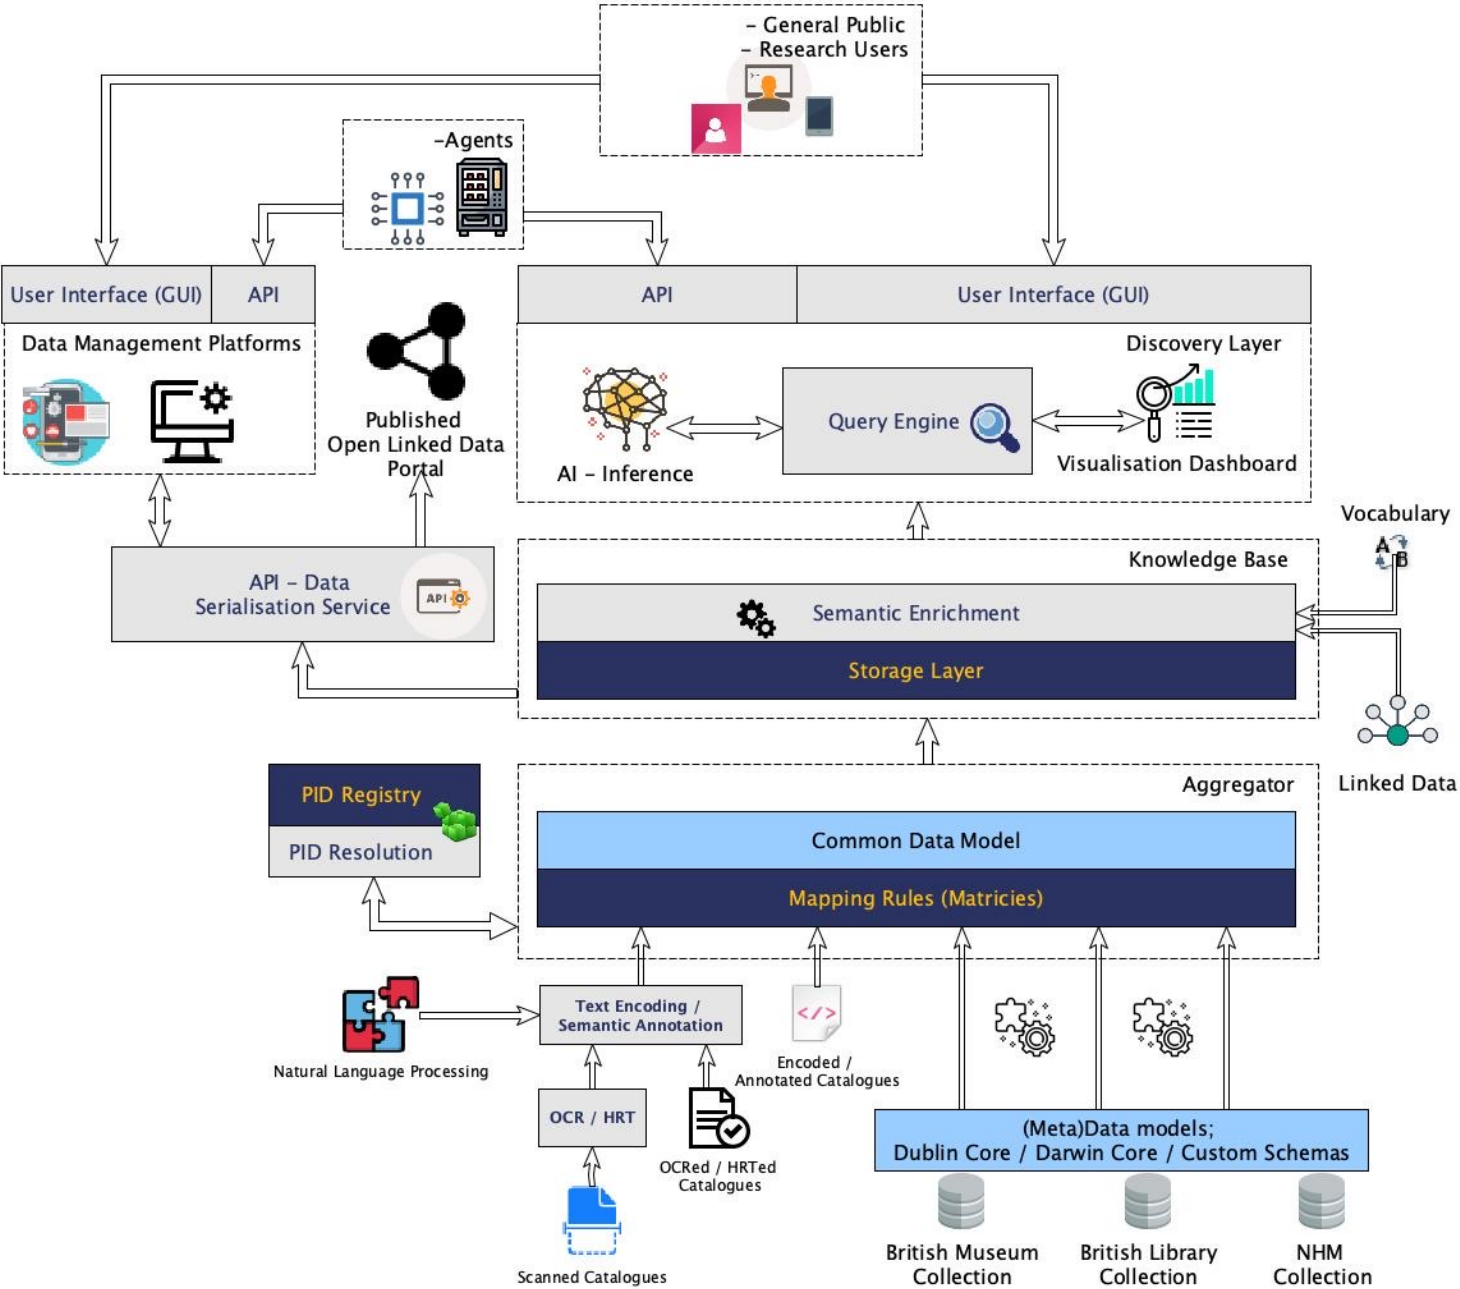 – General Public
– Research Users
–Agents
User Interface (GUI)
API
API
User Interface (GUI)
Data Management Platforms
Discovery Layer
Published
Open Linked Data
Portal
Query Engine
AI – Inference
Visualisation Dashboard
Vocabulary
A
B
API – Data
Serialisation Service
API
Knowledge Base
Semantic Enrichment
Storage Layer
Linked Data
PID Registry
PID Resolution
Aggregator
Common Data Model
Mapping Rules (Matricies)
Natural Language Processing
Text Encoding /
Semantic Annotation
</>
Encoded /
Annotated Catalogues
OCR / HRT
OCRed / HRTed
Catalogues
Scanned Catalogues
(Meta)Data models;
Dublin Core / Darwin Core / Custom Schemas
British Museum
Collection
British Library
Collection
NHM
Collection